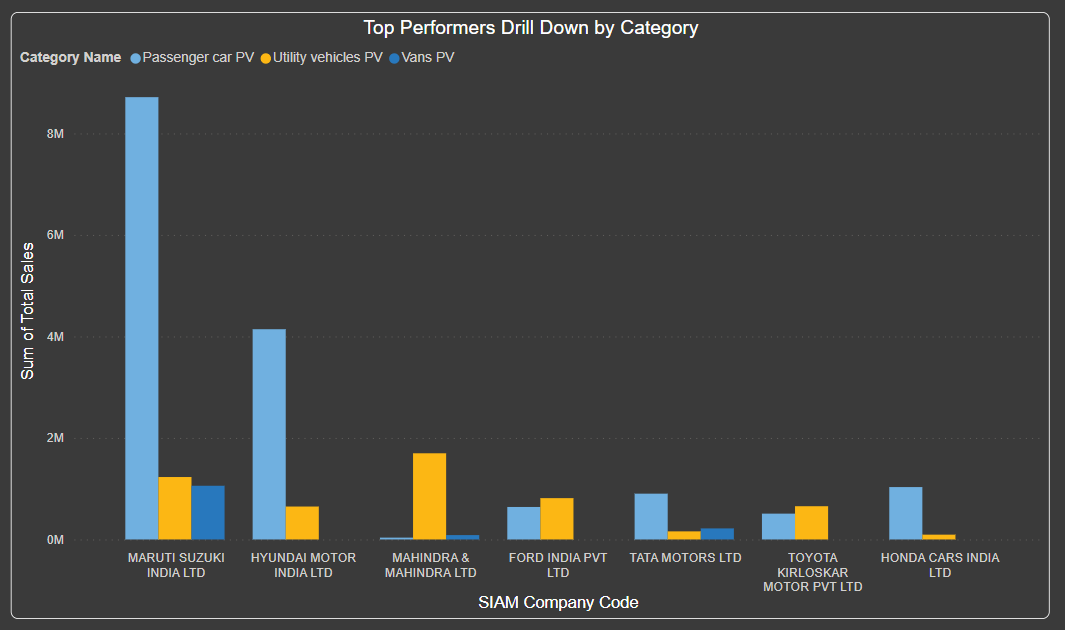 Top Performers Drill Down by Category
Category Name Passenger car PV Utility vehicles PV Vans PV
8M
6M
4M
2M
0M
Sum of Total Sales
MARUTI SUZUKI
INDIA LTD
HYUNDAI MOTOR
INDIA LTD
MAHINDRA &
MAHINDRA LTD
FORD INDIA PVT
LTD
TATA MOTORS LTD
TOYOTA
KIRLOSKAR
MOTOR PVT LTD
HONDA CARS INDIA
LTD
SIAM Company Code